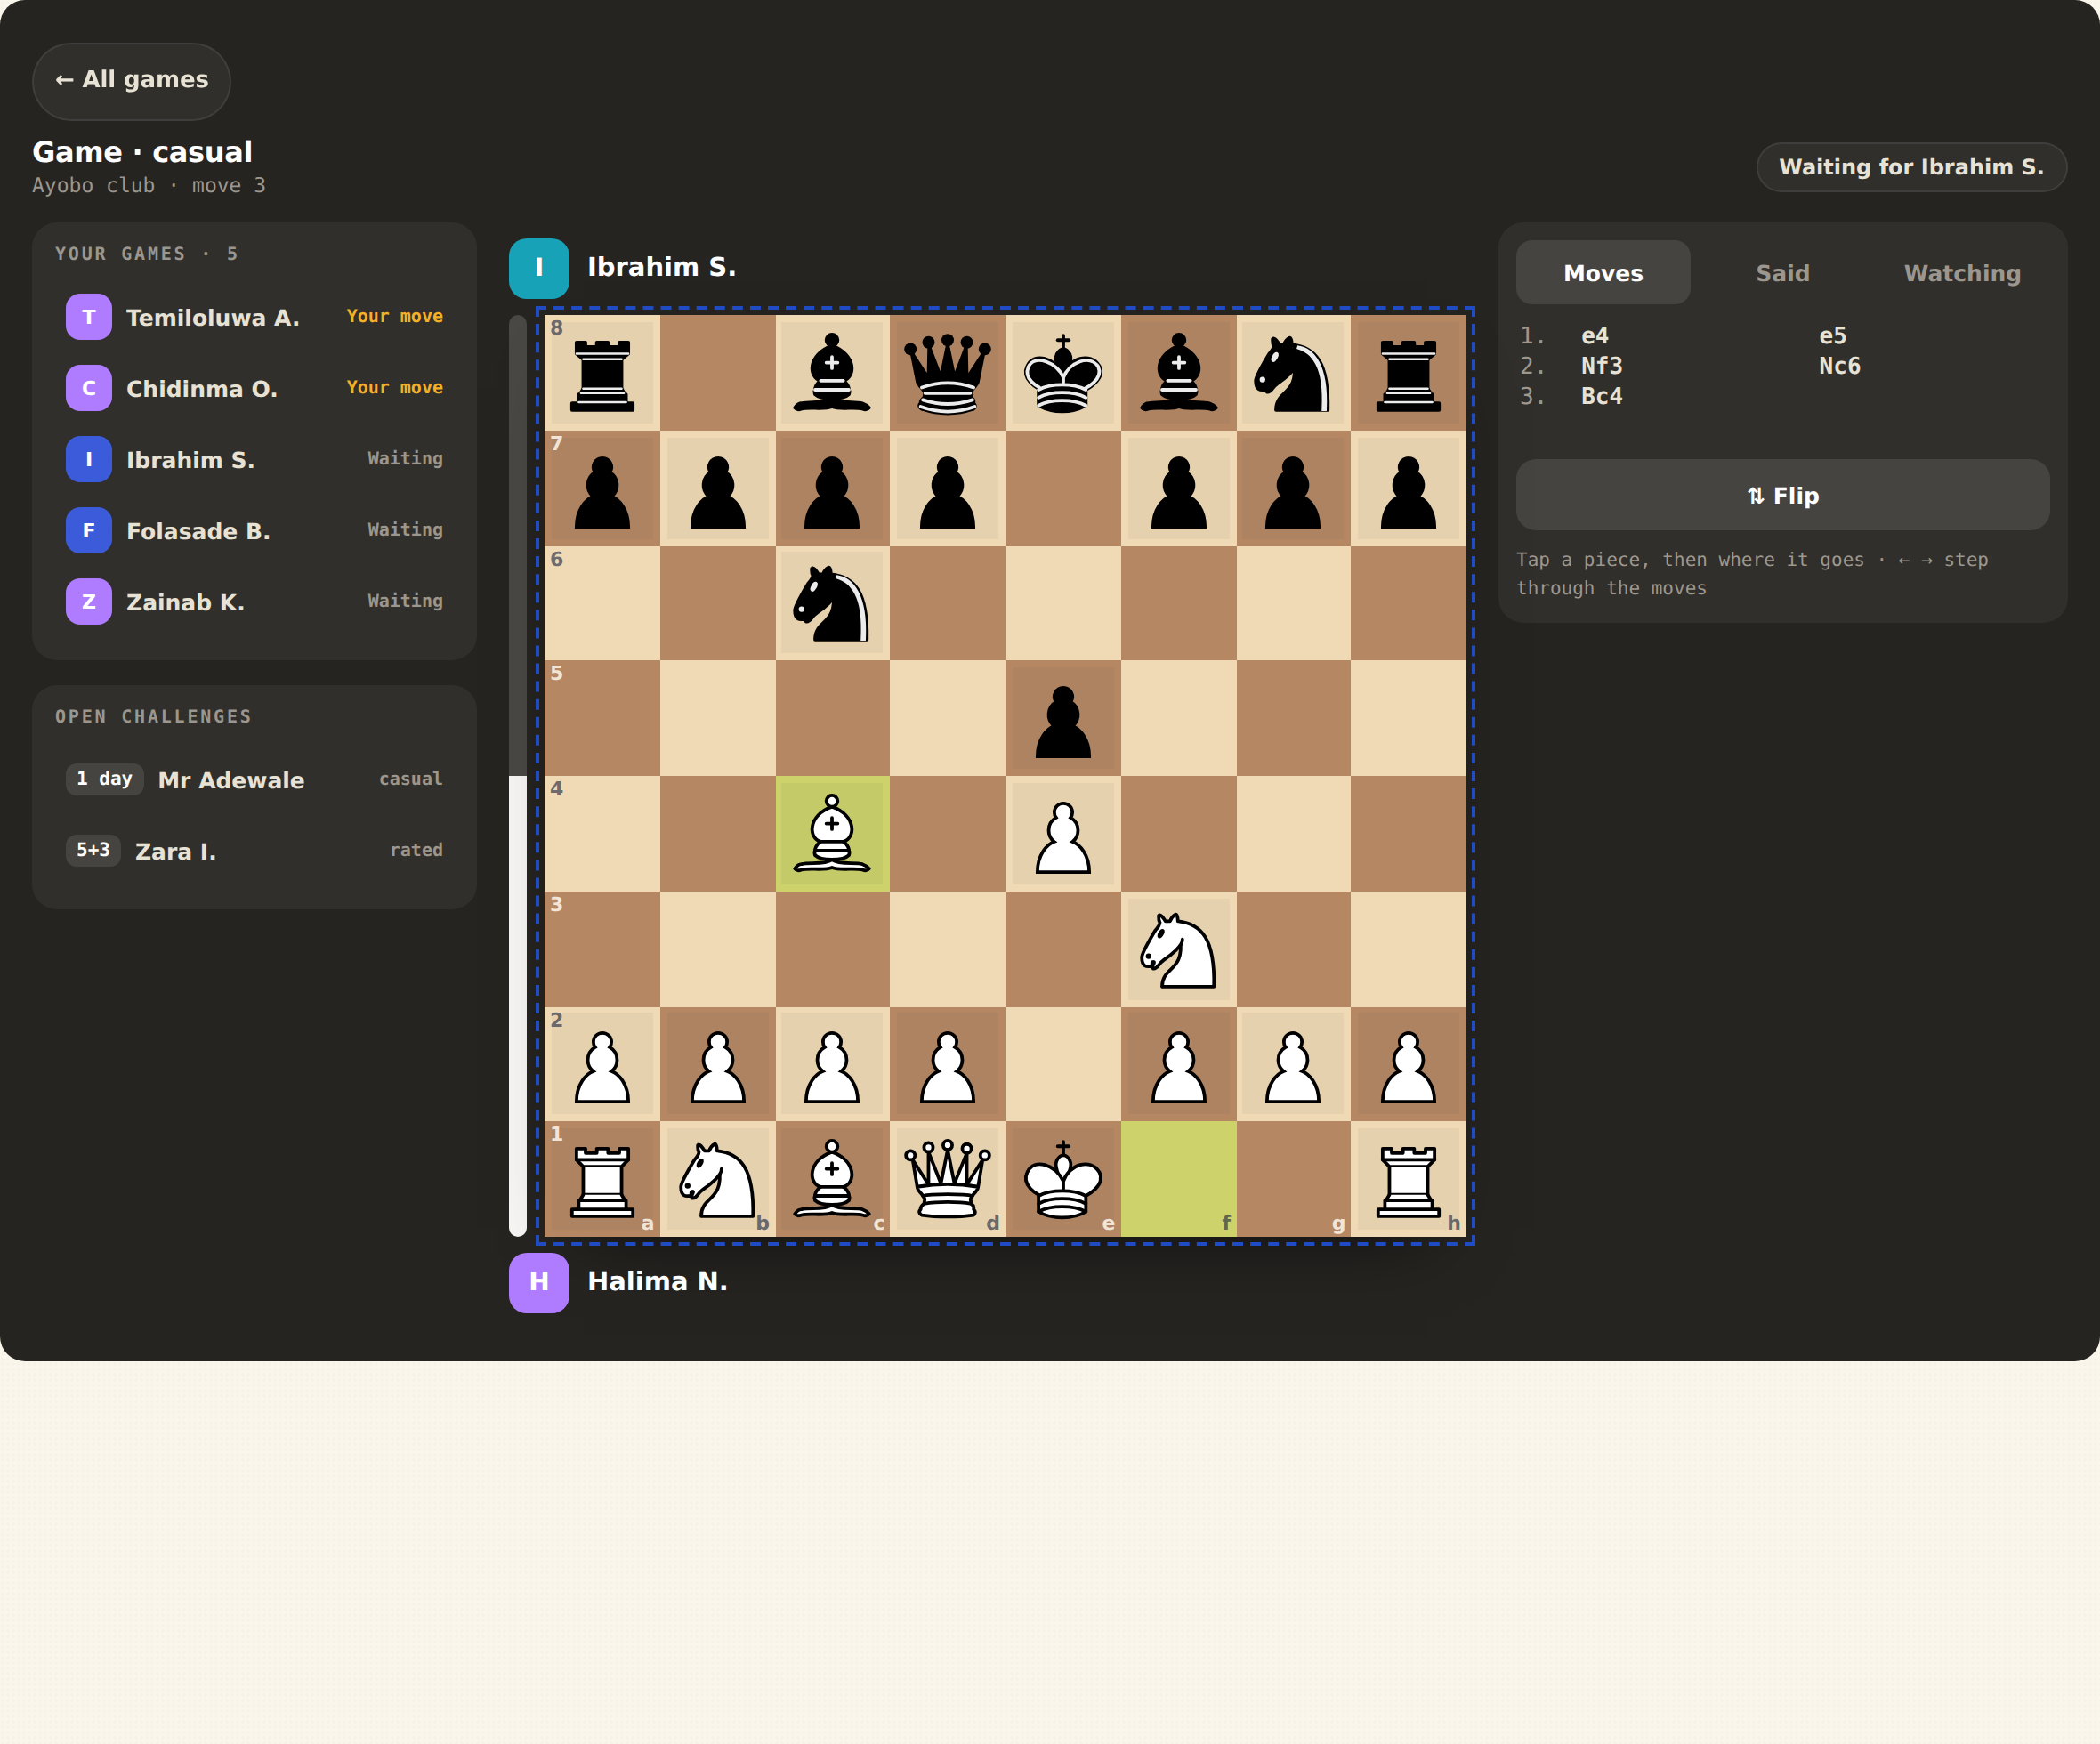 ← All games
Game · casual
Ayobo club · move 3
Waiting for Ibrahim S.
YOUR GAMES · 5
T Temiloluwa A. Your move
C Chidinma O. Your move
I Ibrahim S. Waiting
F Folasade B. Waiting
Z Zainab K. Waiting
OPEN CHALLENGES
1 day Mr Adewale casual
5+3 Zara I. rated
I Ibrahim S.
8
7
6
5
4
3
2
1
a b c d e f g h
H Halima N.
Moves Said Watching
1. e4 e5
2. Nf3 Nc6
3. Bc4
⇅ Flip
Tap a piece, then where it goes · ← → step
through the moves